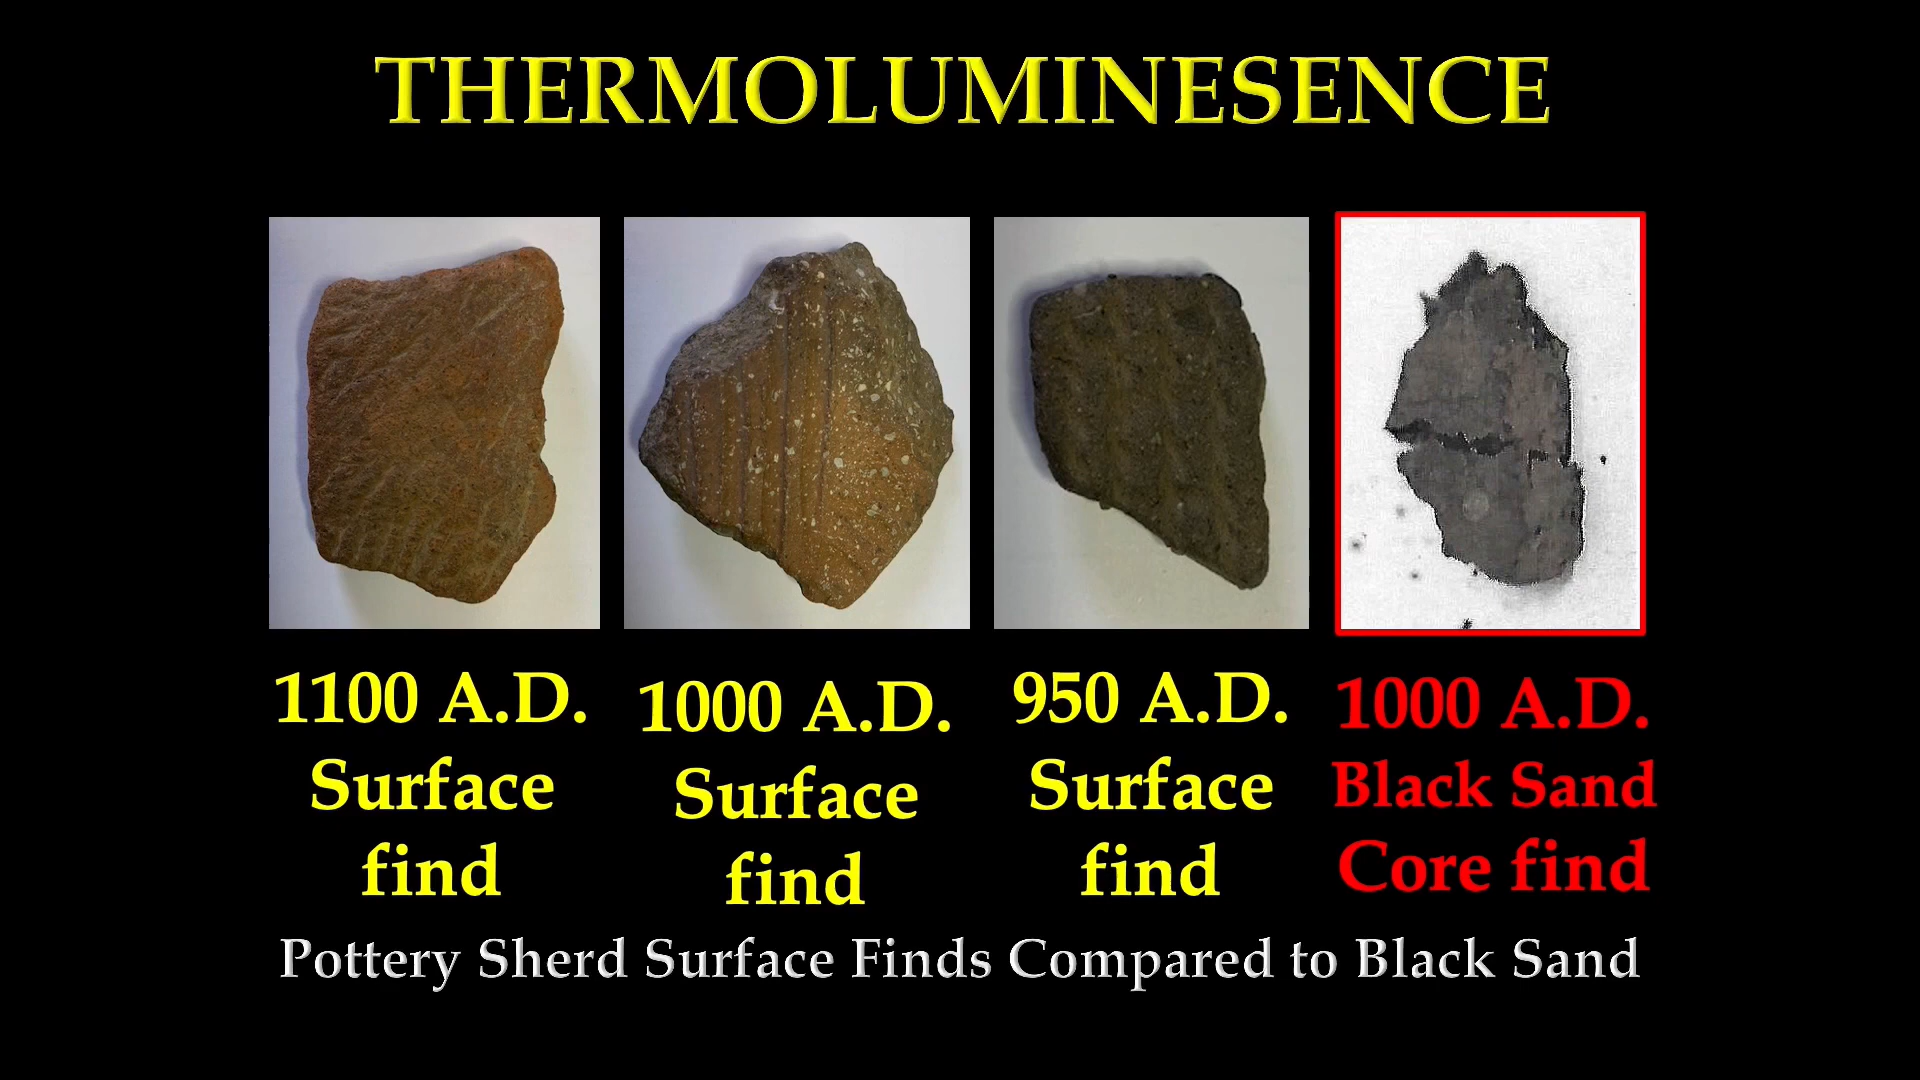 THERMOLUMINESENCE
1100 A.D.
Surface
find
1000 A.D.
Surface
find
950 A.D.
Surface
find
1000 A.D.
Black Sand
Core find
Pottery Sherd Surface Finds Compared to Black Sand